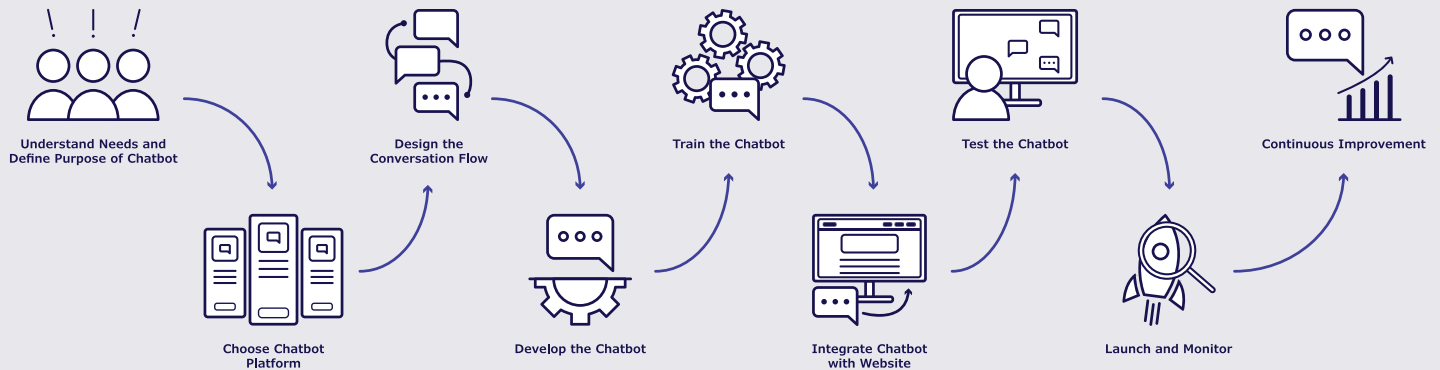 Understand Needs and
Define Purpose of Chatbot
Choose Chatbot
Platform
Design the
Conversation Flow
Develop the Chatbot
Train the Chatbot
Integrate Chatbot
with Website
Test the Chatbot
Launch and Monitor
Continuous Improvement